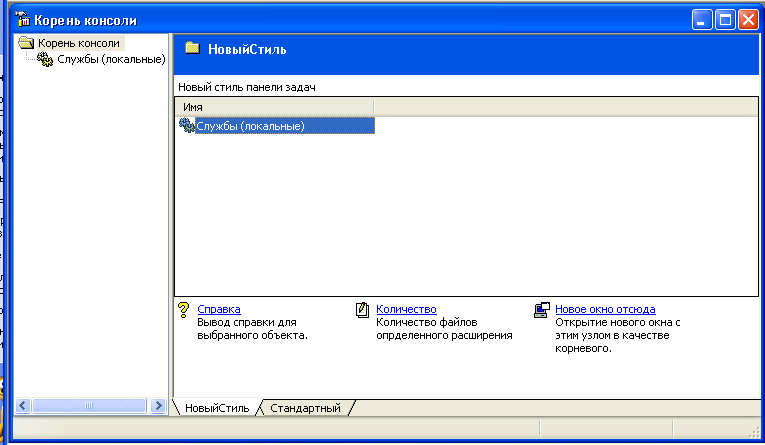 Корень консоли
Корень консоли
Службы (локальные)
НовыйСтиль
Новый стиль панели задач
Имя
Службы (локальные)
Справка
Вывод справки для
выбранного объекта.
Количество
Количество файлов
опрделенного расширения
Новое окно отсюда
Открытие нового окна с
этим узлом в качестве
корневого.
НовыйСтиль
Стандартный